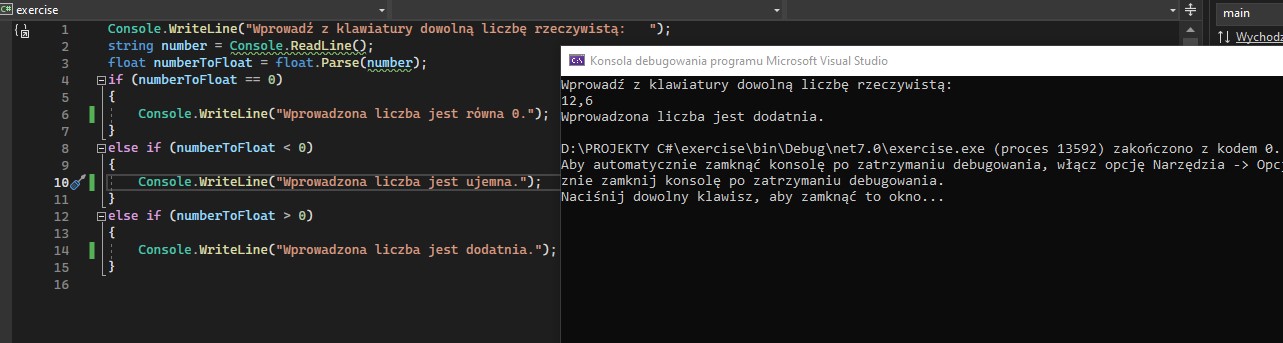 exercise
main
Wychodz
1 Console.WriteLine("Wprowadź z klawiatury dowolną liczbę rzeczywistą:   ");
2 string number = Console.ReadLine();
3 float numberToFloat = float.Parse(number);
4 if (numberToFloat == 0)
5 {
6     Console.WriteLine("Wprowadzona liczba jest równa 0.");
7 }
8 else if (numberToFloat < 0)
9 {
10     Console.WriteLine("Wprowadzona liczba jest ujemna.");
11 }
12 else if (numberToFloat > 0)
13 {
14     Console.WriteLine("Wprowadzona liczba jest dodatnia.");
15 }
16
Konsola debugowania programu Microsoft Visual Studio
Wprowadź z klawiatury dowolną liczbę rzeczywistą:
12,6
Wprowadzona liczba jest dodatnia.
D:\PROJEKTY C#\exercise\bin\Debug\net7.0\exercise.exe (proces 13592) zakończono z kodem 0.
Aby automatycznie zamknąć konsolę po zatrzymaniu debugowania, włącz opcję Narzędzia -> Opcj
znie zamknij konsolę po zatrzymaniu debugowania.
Naciśnij dowolny klawisz, aby zamknąć to okno...